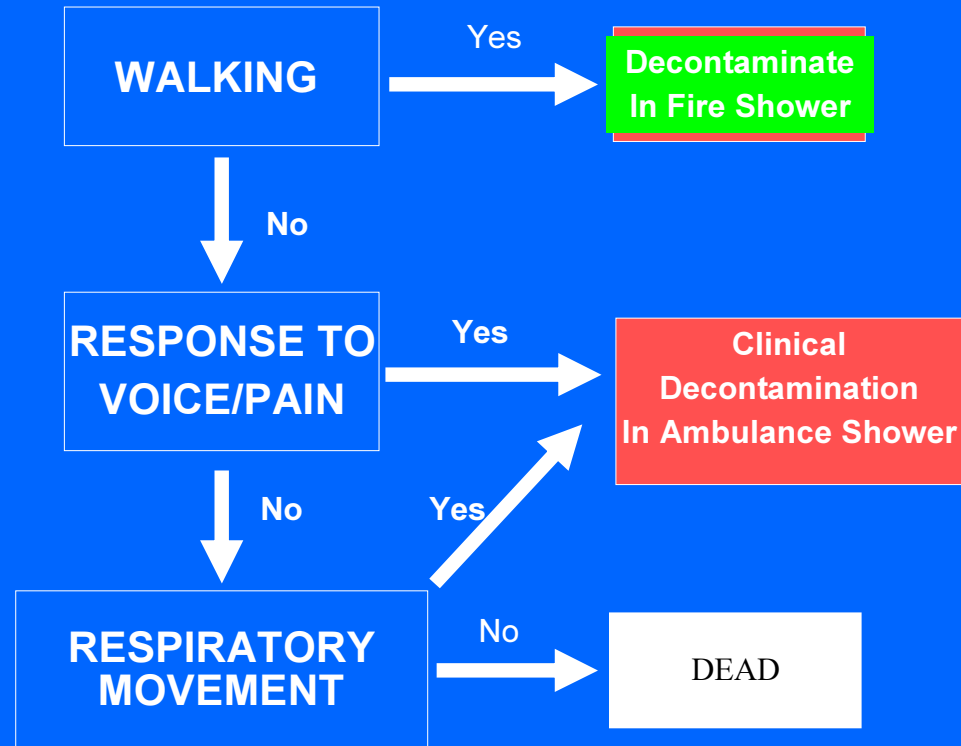 WALKING
Yes
Decontaminate
In Fire Shower
No
RESPONSE TO
VOICE/PAIN
Yes
Clinical
Decontamination
In Ambulance Shower
No
Yes
RESPIRATORY
MOVEMENT
No
DEAD